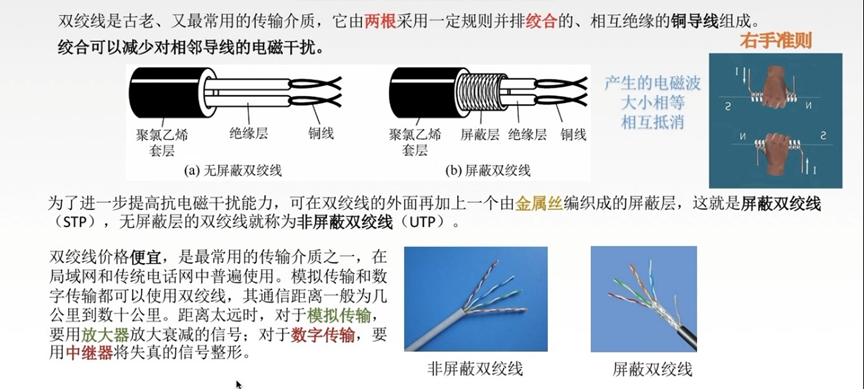 双绞线是古老、又最常用的传输介质，它由两根采用一定规则并排绞合的、相互绝缘的铜导线组成。
绞合可以减少对相邻导线的电磁干扰。
右手准则
产生的电磁波
大小相等
相互抵消
I
S
N
N
S
I
聚氯乙烯
套层
绝缘层
铜线
(a) 无屏蔽双绞线
聚氯乙烯
套层
屏蔽层
绝缘层
铜线
(b) 屏蔽双绞线
为了进一步提高抗电磁干扰能力，可在双绞线的外面再加上一个由金属丝编织成的屏蔽层，这就是屏蔽双绞线
（STP），无屏蔽层的双绞线就称为非屏蔽双绞线（UTP）。
双绞线价格便宜，是最常用的传输介质之一，在
局域网和传统电话网中普遍使用。模拟传输和数
字传输都可以使用双绞线，其通信距离一般为几
公里到数十公里。距离太远时，对于模拟传输，
要用放大器放大衰减的信号；对于数字传输，要
用中继器将失真的信号整形。
非屏蔽双绞线
屏蔽双绞线